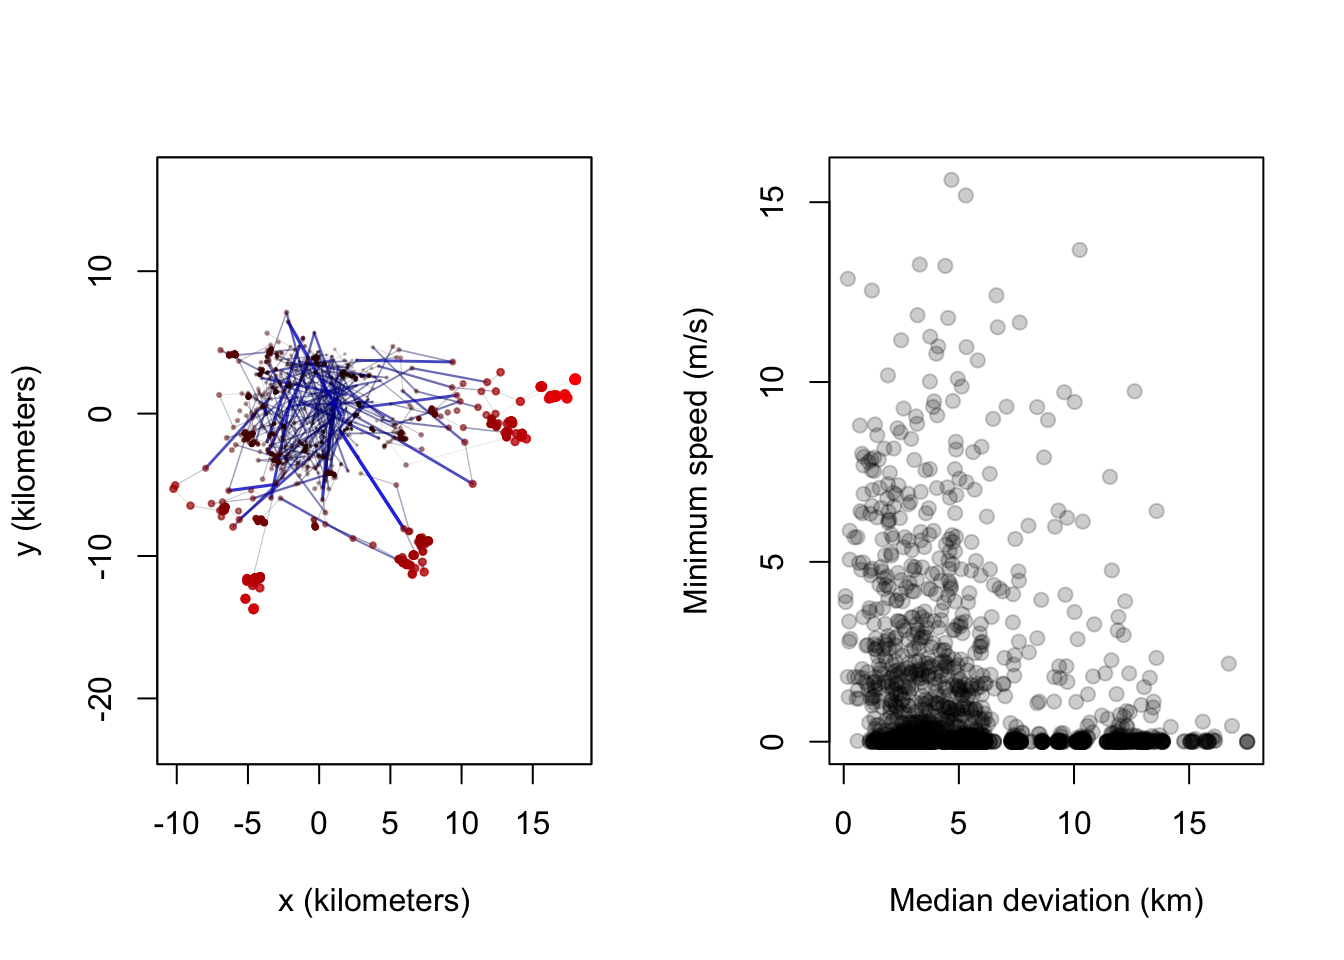 y (kilometers)
10
0
-10
-20
-10 -5 0 5 10 15
x (kilometers)
Minimum speed (m/s)
15
10
5
0
0 5 10 15
Median deviation (km)